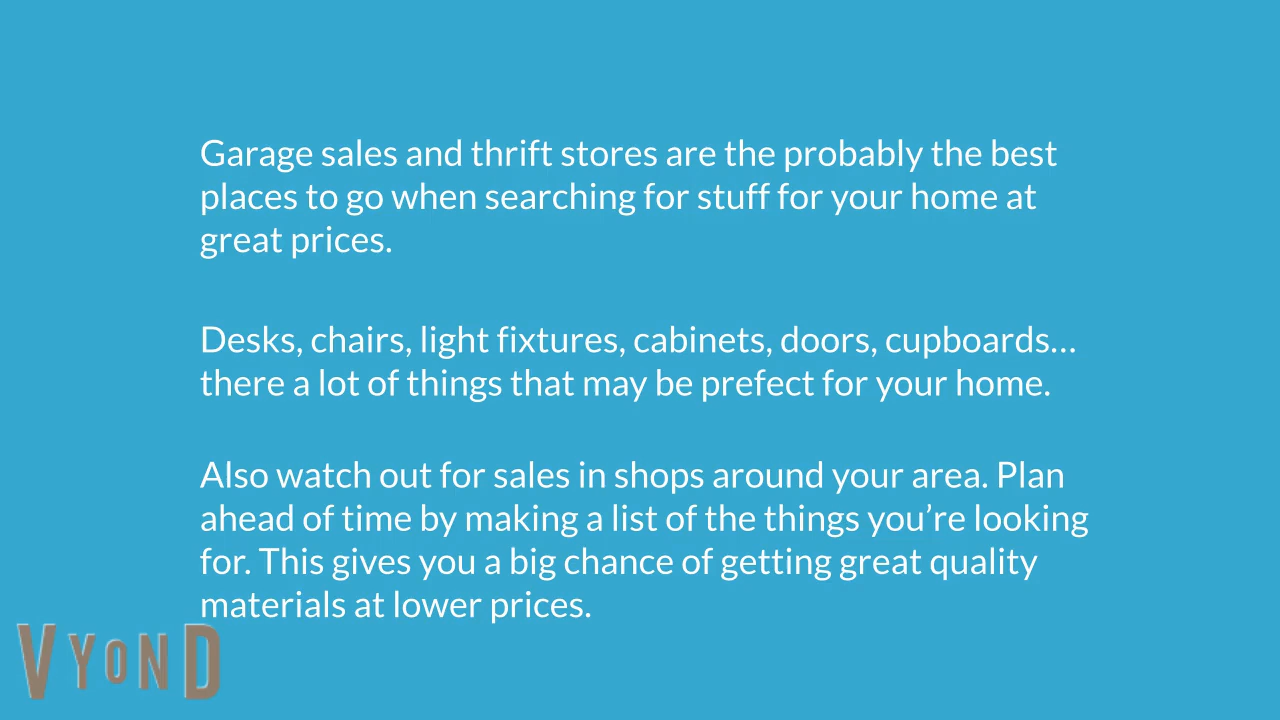 Garage sales and thrift stores are the probably the best
places to go when searching for stuff for your home at
great prices.
Desks, chairs, light fixtures, cabinets, doors, cupboards...
there a lot of things that may be prefect for your home.
Also watch out for sales in shops around your area. Plan
ahead of time by making a list of the things you’re looking
for. This gives you a big chance of getting great quality
materials at lower prices.
VYOND